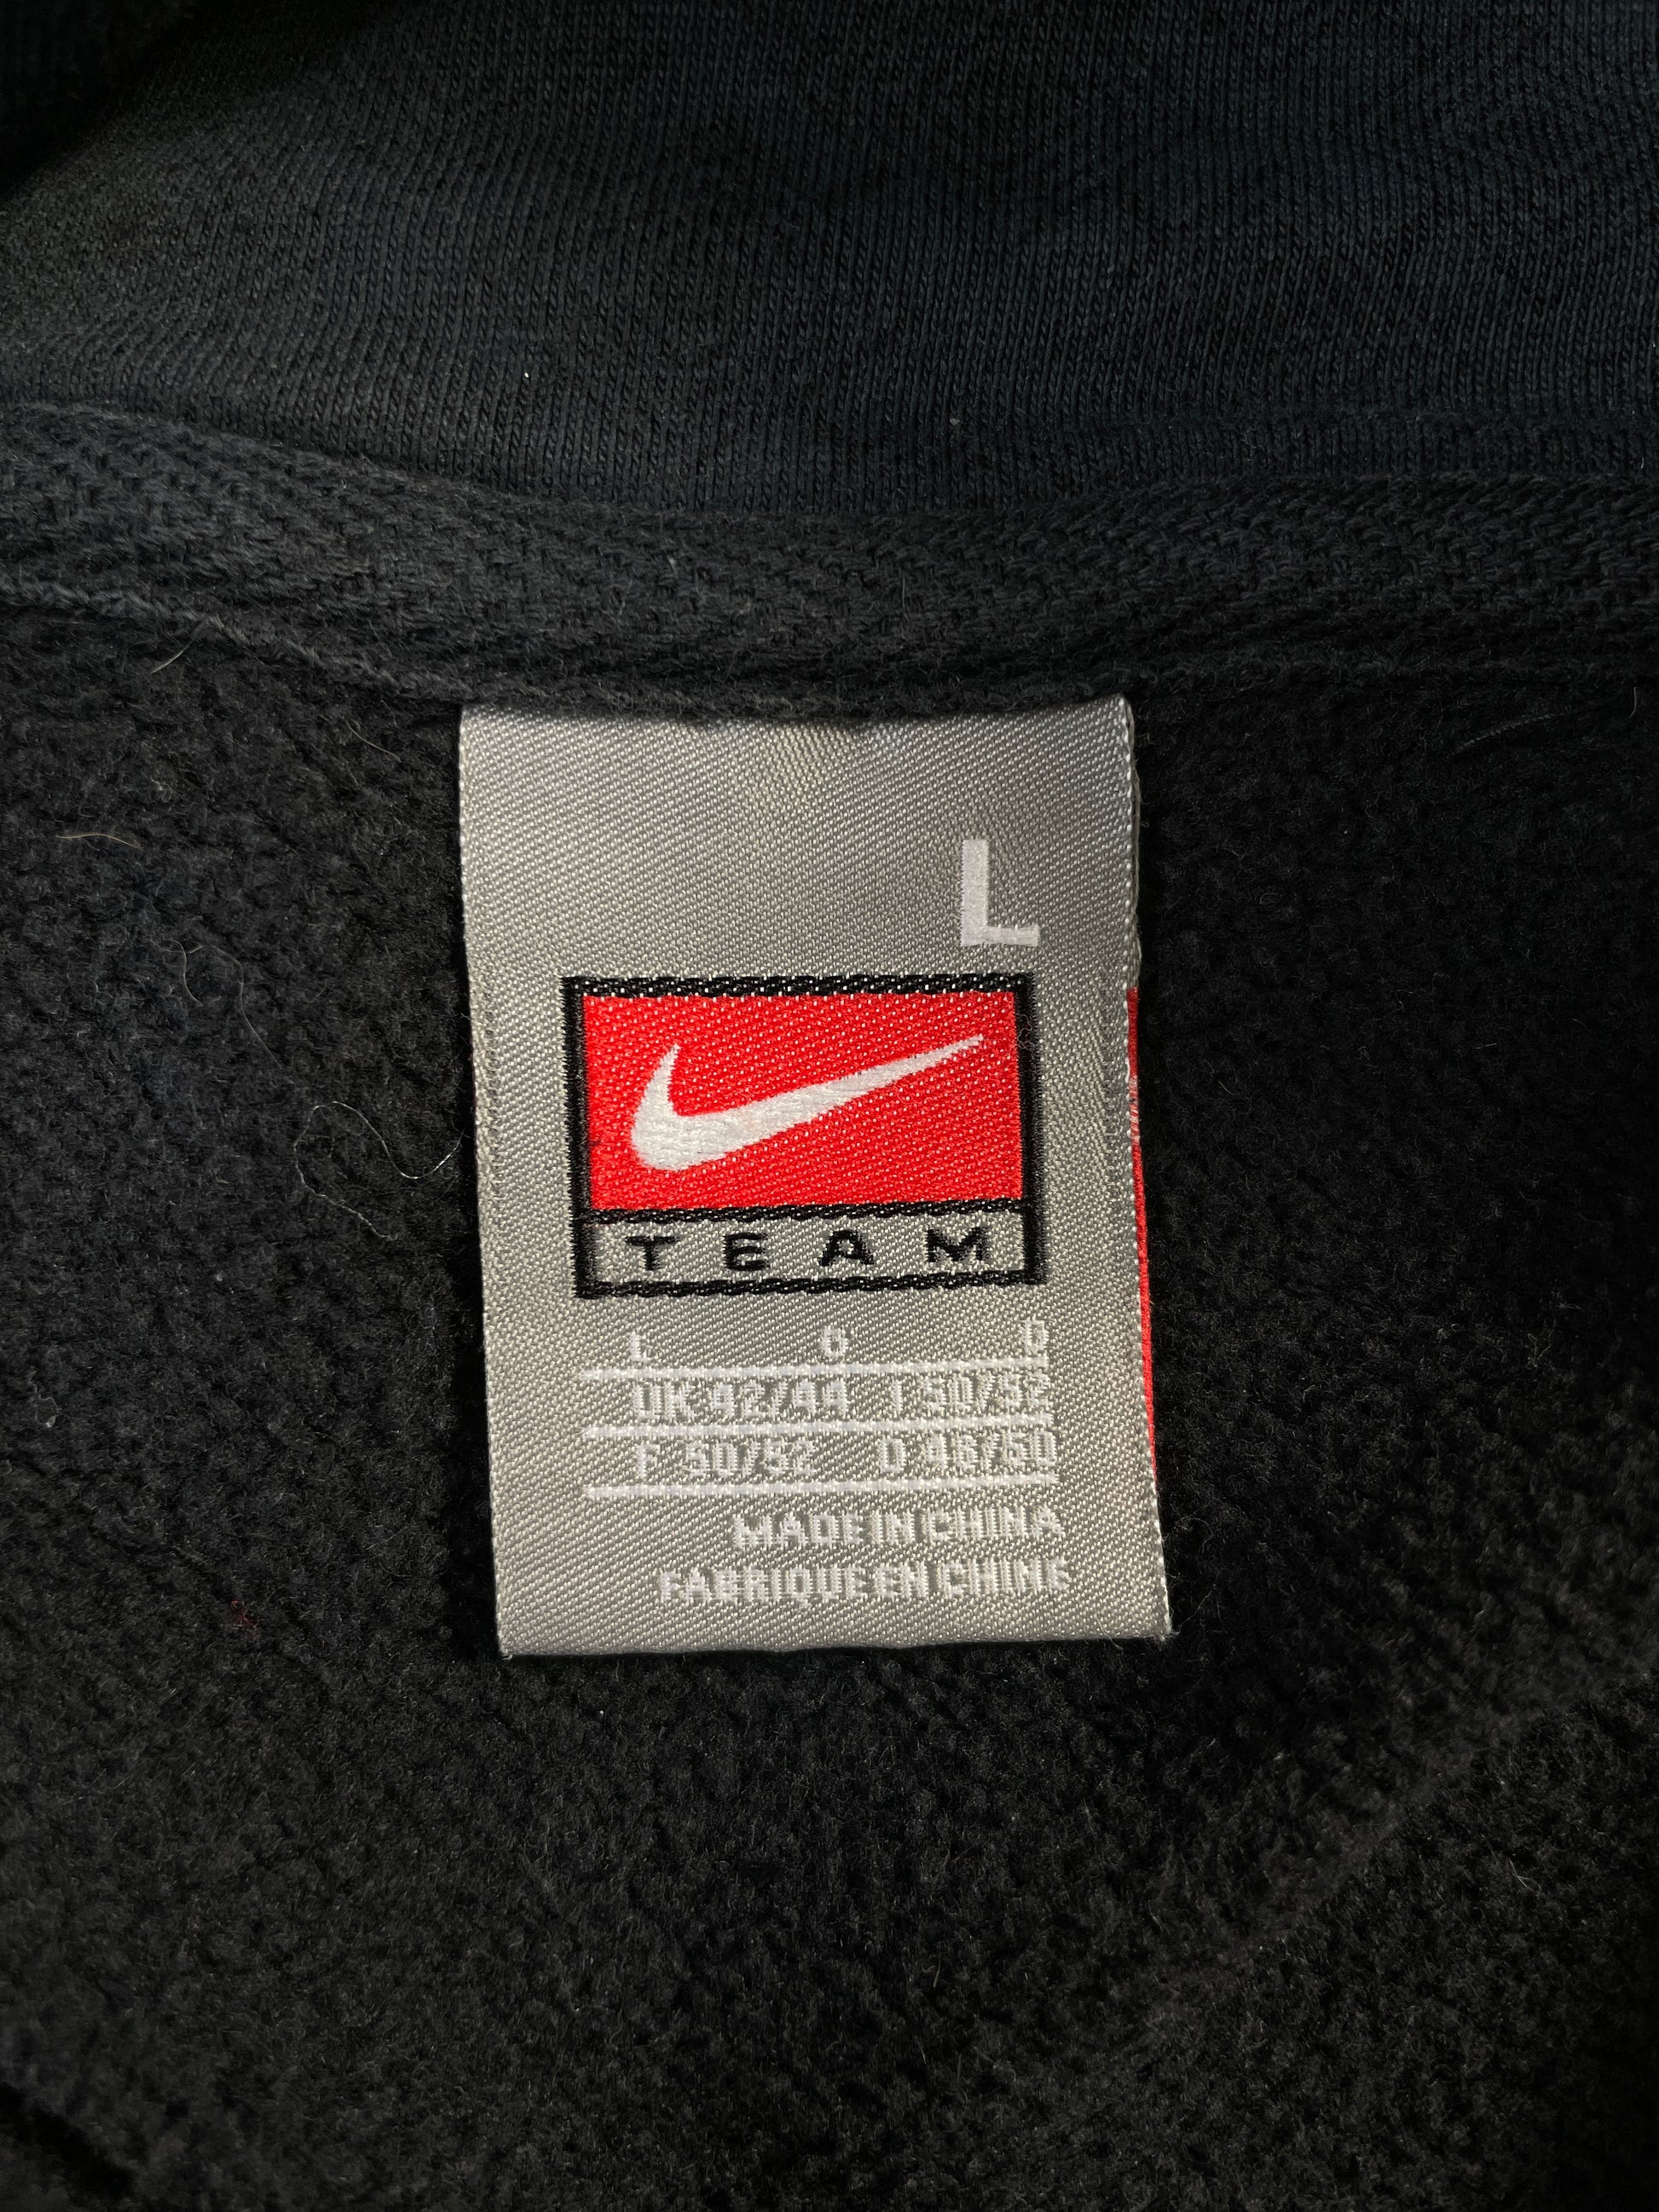 L
TEAM
L G G
UK 42/44 I 50/52
F 50/52 D 46/50
MADE IN CHINA
FABRIQUE EN CHINE